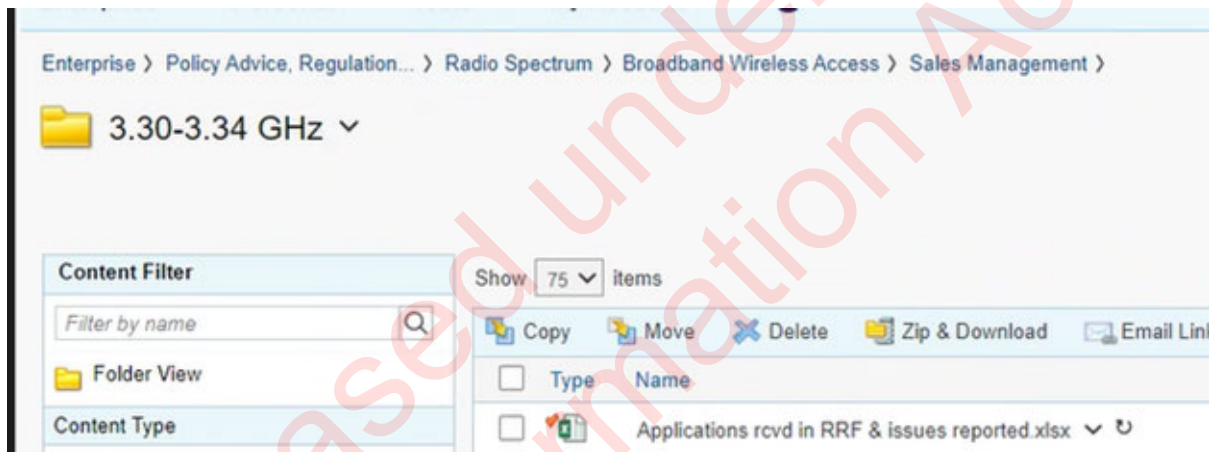 Enterprise > Policy Advice, Regulation... > Radio Spectrum > Broadband Wireless Access > Sales Management >
3.30-3.34 GHz
Content Filter
Show 75 items
Filter by name
Copy Move Delete Zip & Download Email Link
Folder View
Type Name
Content Type
Applications rcvd in RRF & issues reported.xlsx